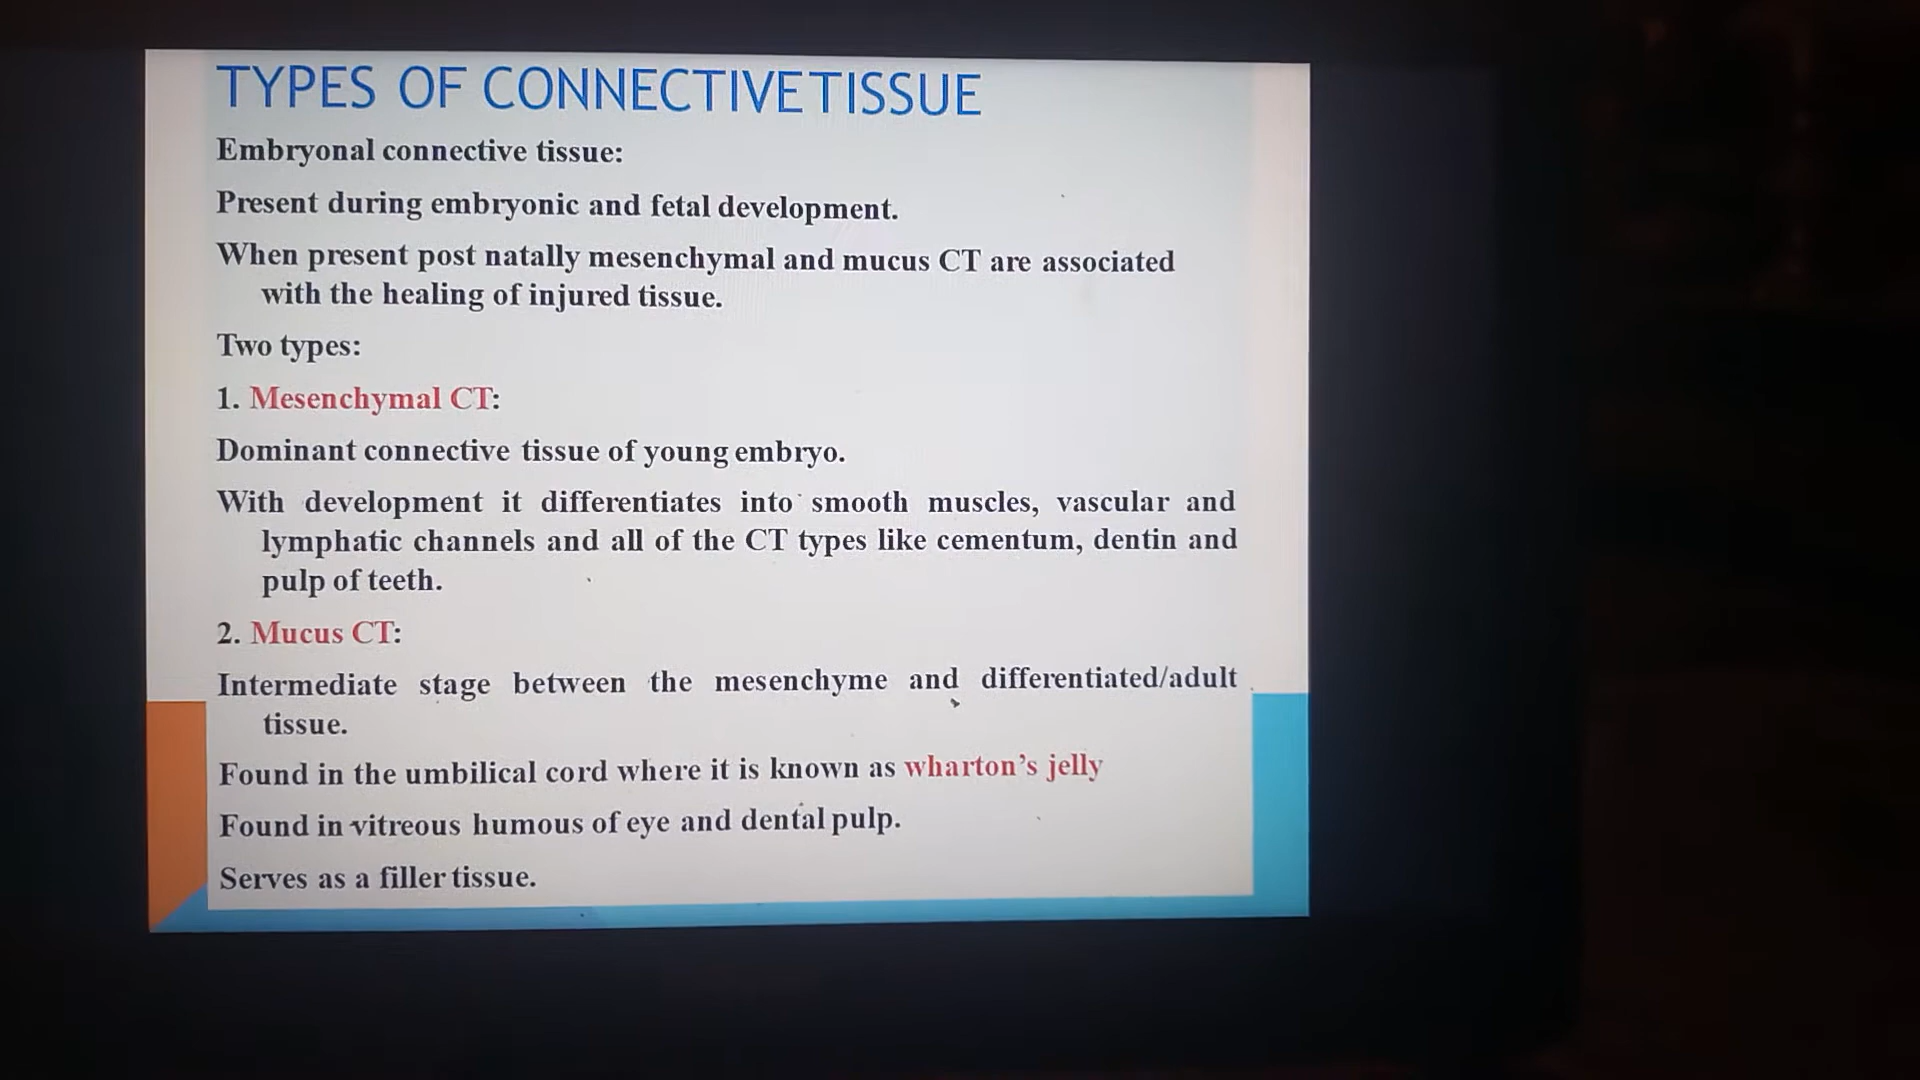 TYPES OF CONNECTIVE TISSUE
Embryonal connective tissue:
Present during embryonic and fetal development.
When present post natally mesenchymal and mucus CT are associated
with the healing of injured tissue.
Two types:
1. Mesenchymal CT:
Dominant connective tissue of young embryo.
With development it differentiates into smooth muscles, vascular and
lymphatic channels and all of the CT types like cementum, dentin and
pulp of teeth.
2. Mucus CT:
Intermediate stage between the mesenchyme and differentiated/adult
tissue.
Found in the umbilical cord where it is known as wharton's jelly
Found in vitreous humous of eye and dental pulp.
Serves as a filler tissue.